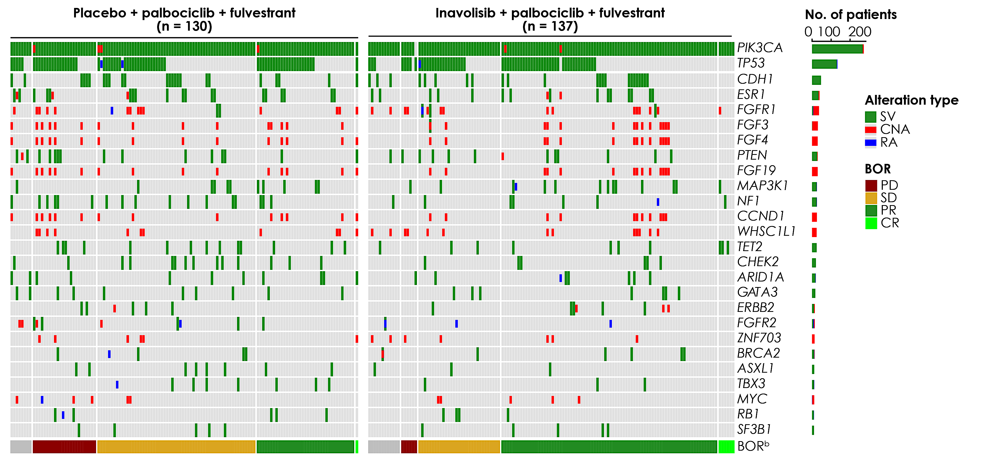 Placebo + palbociclib + fulvestrant
(n = 130)
Inavolisib + palbociclib + fulvestrant
(n = 137)
No. of patients
0 100 200
PIK3CA
TP53
CDH1
ESR1
FGFR1
FGF3
FGF4
PTEN
FGF19
MAP3K1
NF1
CCND1
WHSC1L1
TET2
CHEK2
ARID1A
GATA3
ERBB2
FGFR2
ZNF703
BRCA2
ASXL1
TBX3
MYC
RB1
SF3B1
BORᵇ
Alteration type
SV
CNA
RA
BOR
PD
SD
PR
CR